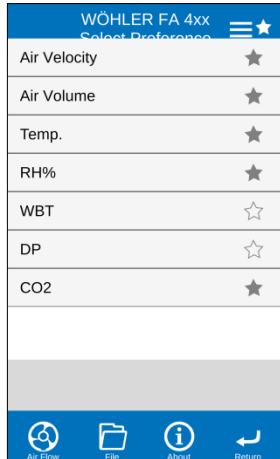 WÖHLER FA 4xx
Select Preference
Air Velocity
Air Volume
Temp.
RH%
WBT
DP
CO2
Air Flow
File
About
Return